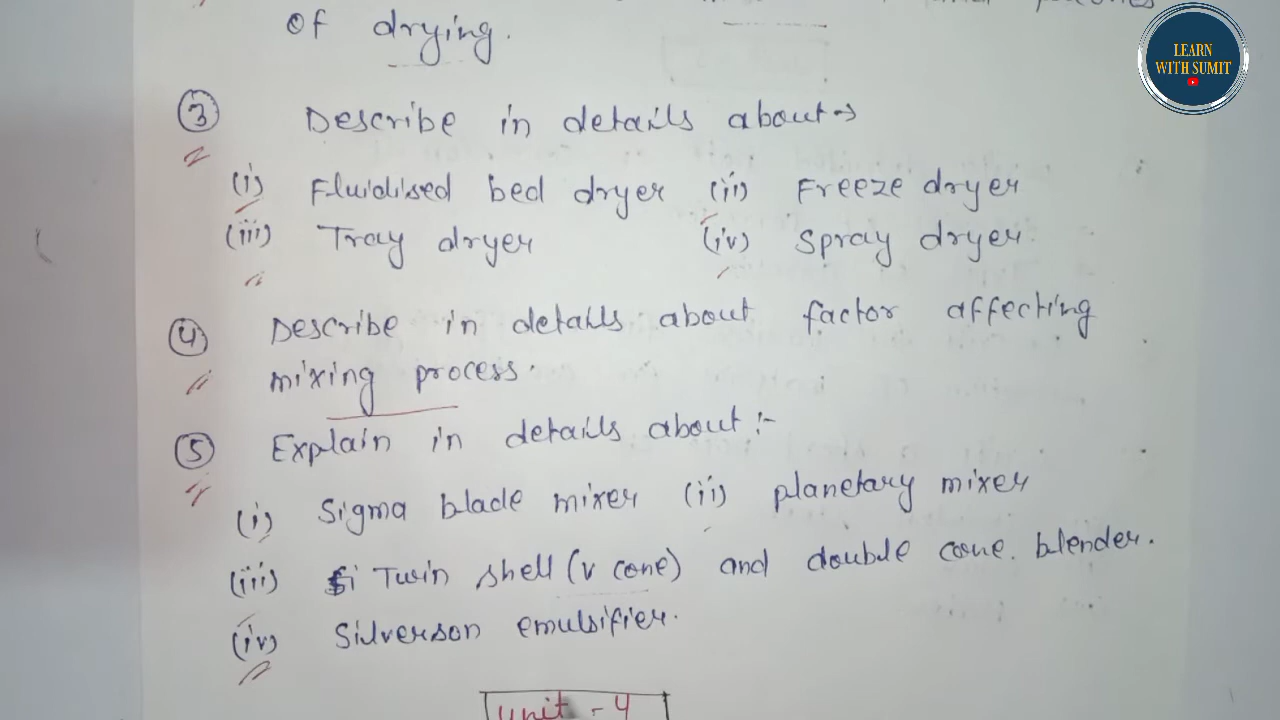 of drying.
LEARN
WITH SUMIT
③ Describe in details about→
(i) Fluidised bed dryer (ii) Freeze dryer
(iii) Tray dryer (iv) Spray dryer
④ Describe in details about factor affecting
mixing process.
⑤ Explain in details about :-
(i) Sigma blade mixer (ii) planetary mixer
(iii) Twin shell (v cone) and double cone. blender.
(iv) Silverson emulsifier.
Unit - 4